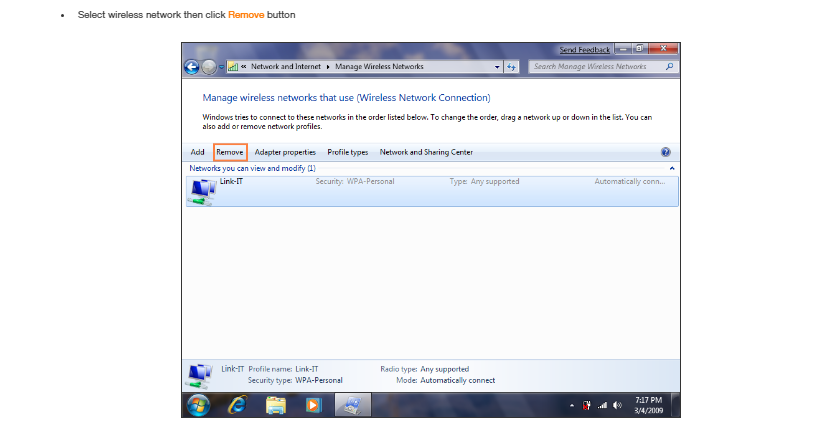 • Select wireless network then click Remove button
Send Feedback
« Network and Internet ▸ Manage Wireless Networks
Search Manage Wireless Networks
Manage wireless networks that use (Wireless Network Connection)
Windows tries to connect to these networks in the order listed below. To change the order, drag a network up or down in the list. You can
also add or remove network profiles.
Add Remove Adapter properties Profile types Network and Sharing Center
Networks you can view and modify (1)
Link-IT Security: WPA-Personal Type: Any supported Automatically conn...
Link-IT Profile name: Link-IT Radio type: Any supported
Security type: WPA-Personal Mode: Automatically connect
7:17 PM
3/4/2009